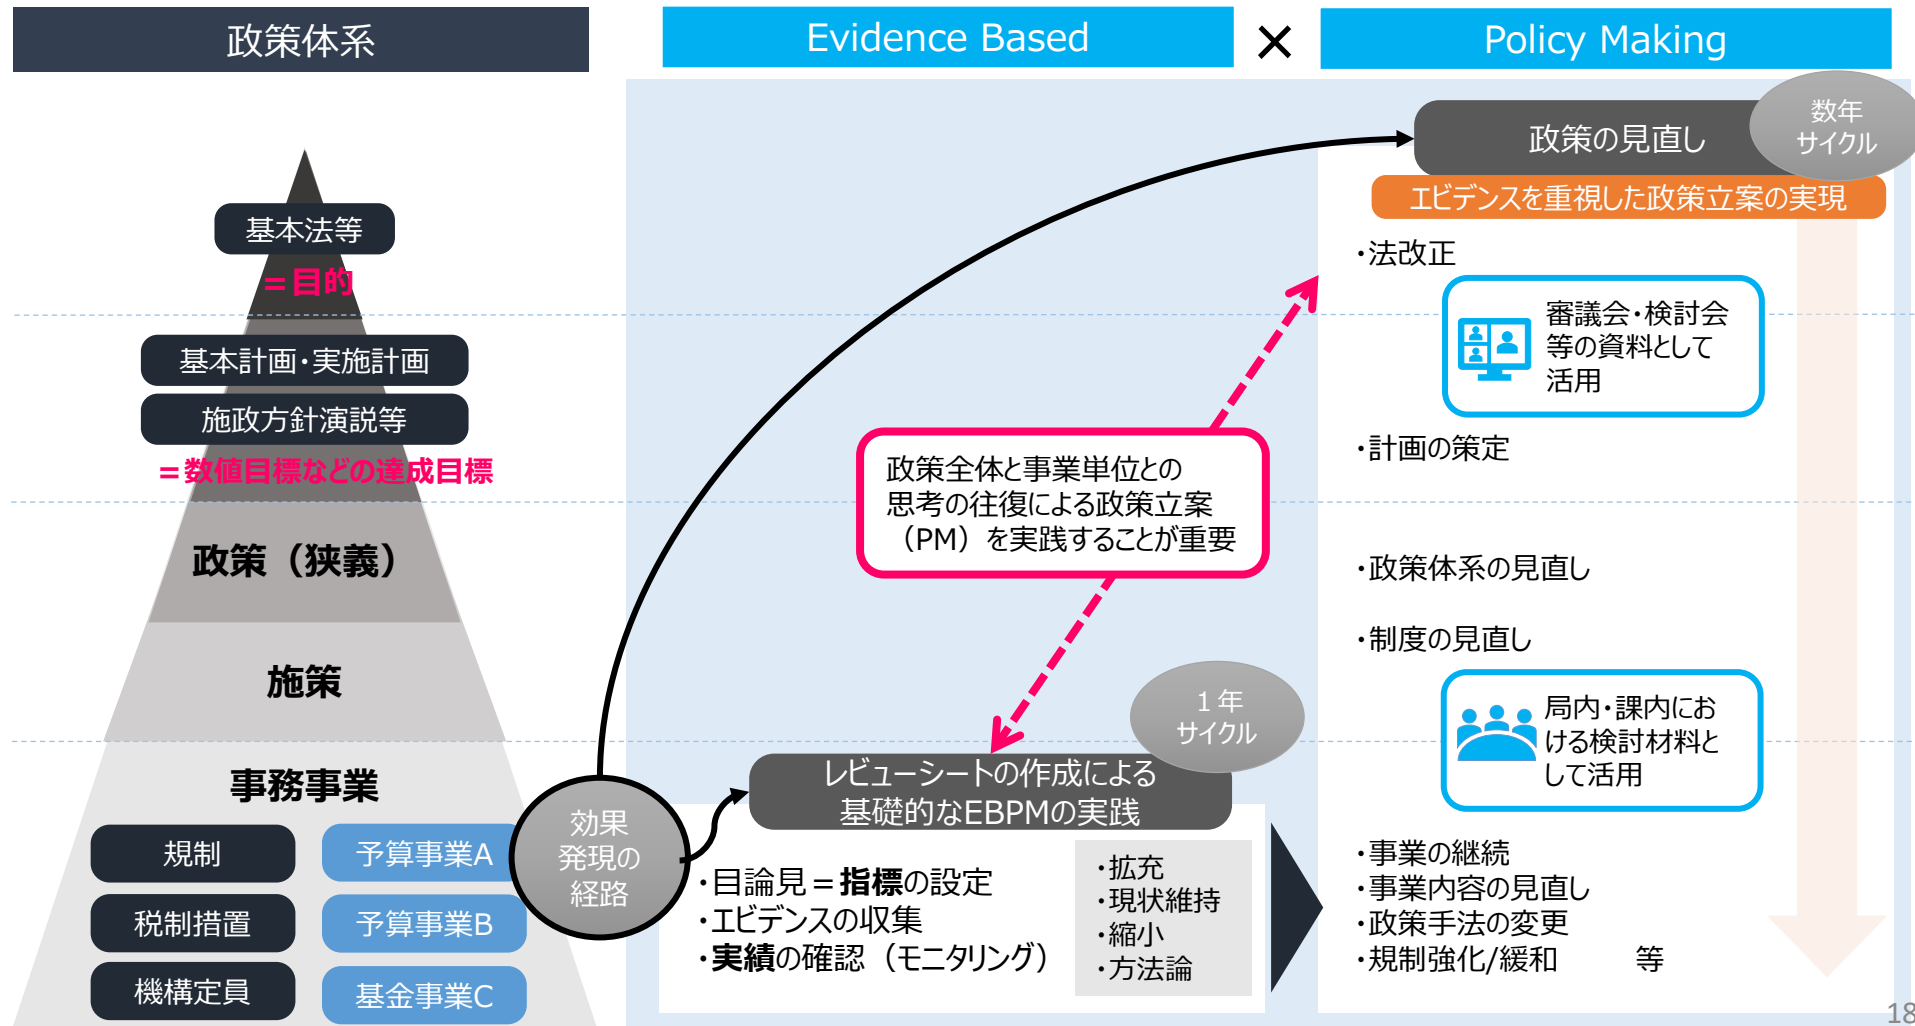 政策体系
Evidence Based
×
Policy Making
基本法等
＝目的
基本計画・実施計画
施政方針演説等
＝数値目標などの達成目標
政策（狭義）
施策
事務事業
規制
税制措置
機構定員
予算事業A
予算事業B
基金事業C
効果
発現の
経路
政策全体と事業単位との
思考の往復による政策立案
（PM）を実践することが重要
１年
サイクル
レビューシートの作成による
基礎的なEBPMの実践
・目論見＝指標の設定
・エビデンスの収集
・実績の確認（モニタリング）
・拡充
・現状維持
・縮小
・方法論
政策の見直し
数年
サイクル
エビデンスを重視した政策立案の実現
・法改正
審議会・検討会
等の資料として
活用
・計画の策定
・政策体系の見直し
・制度の見直し
局内・課内にお
ける検討材料と
して活用
・事業の継続
・事業内容の見直し
・政策手法の変更
・規制強化/緩和　　　等
18